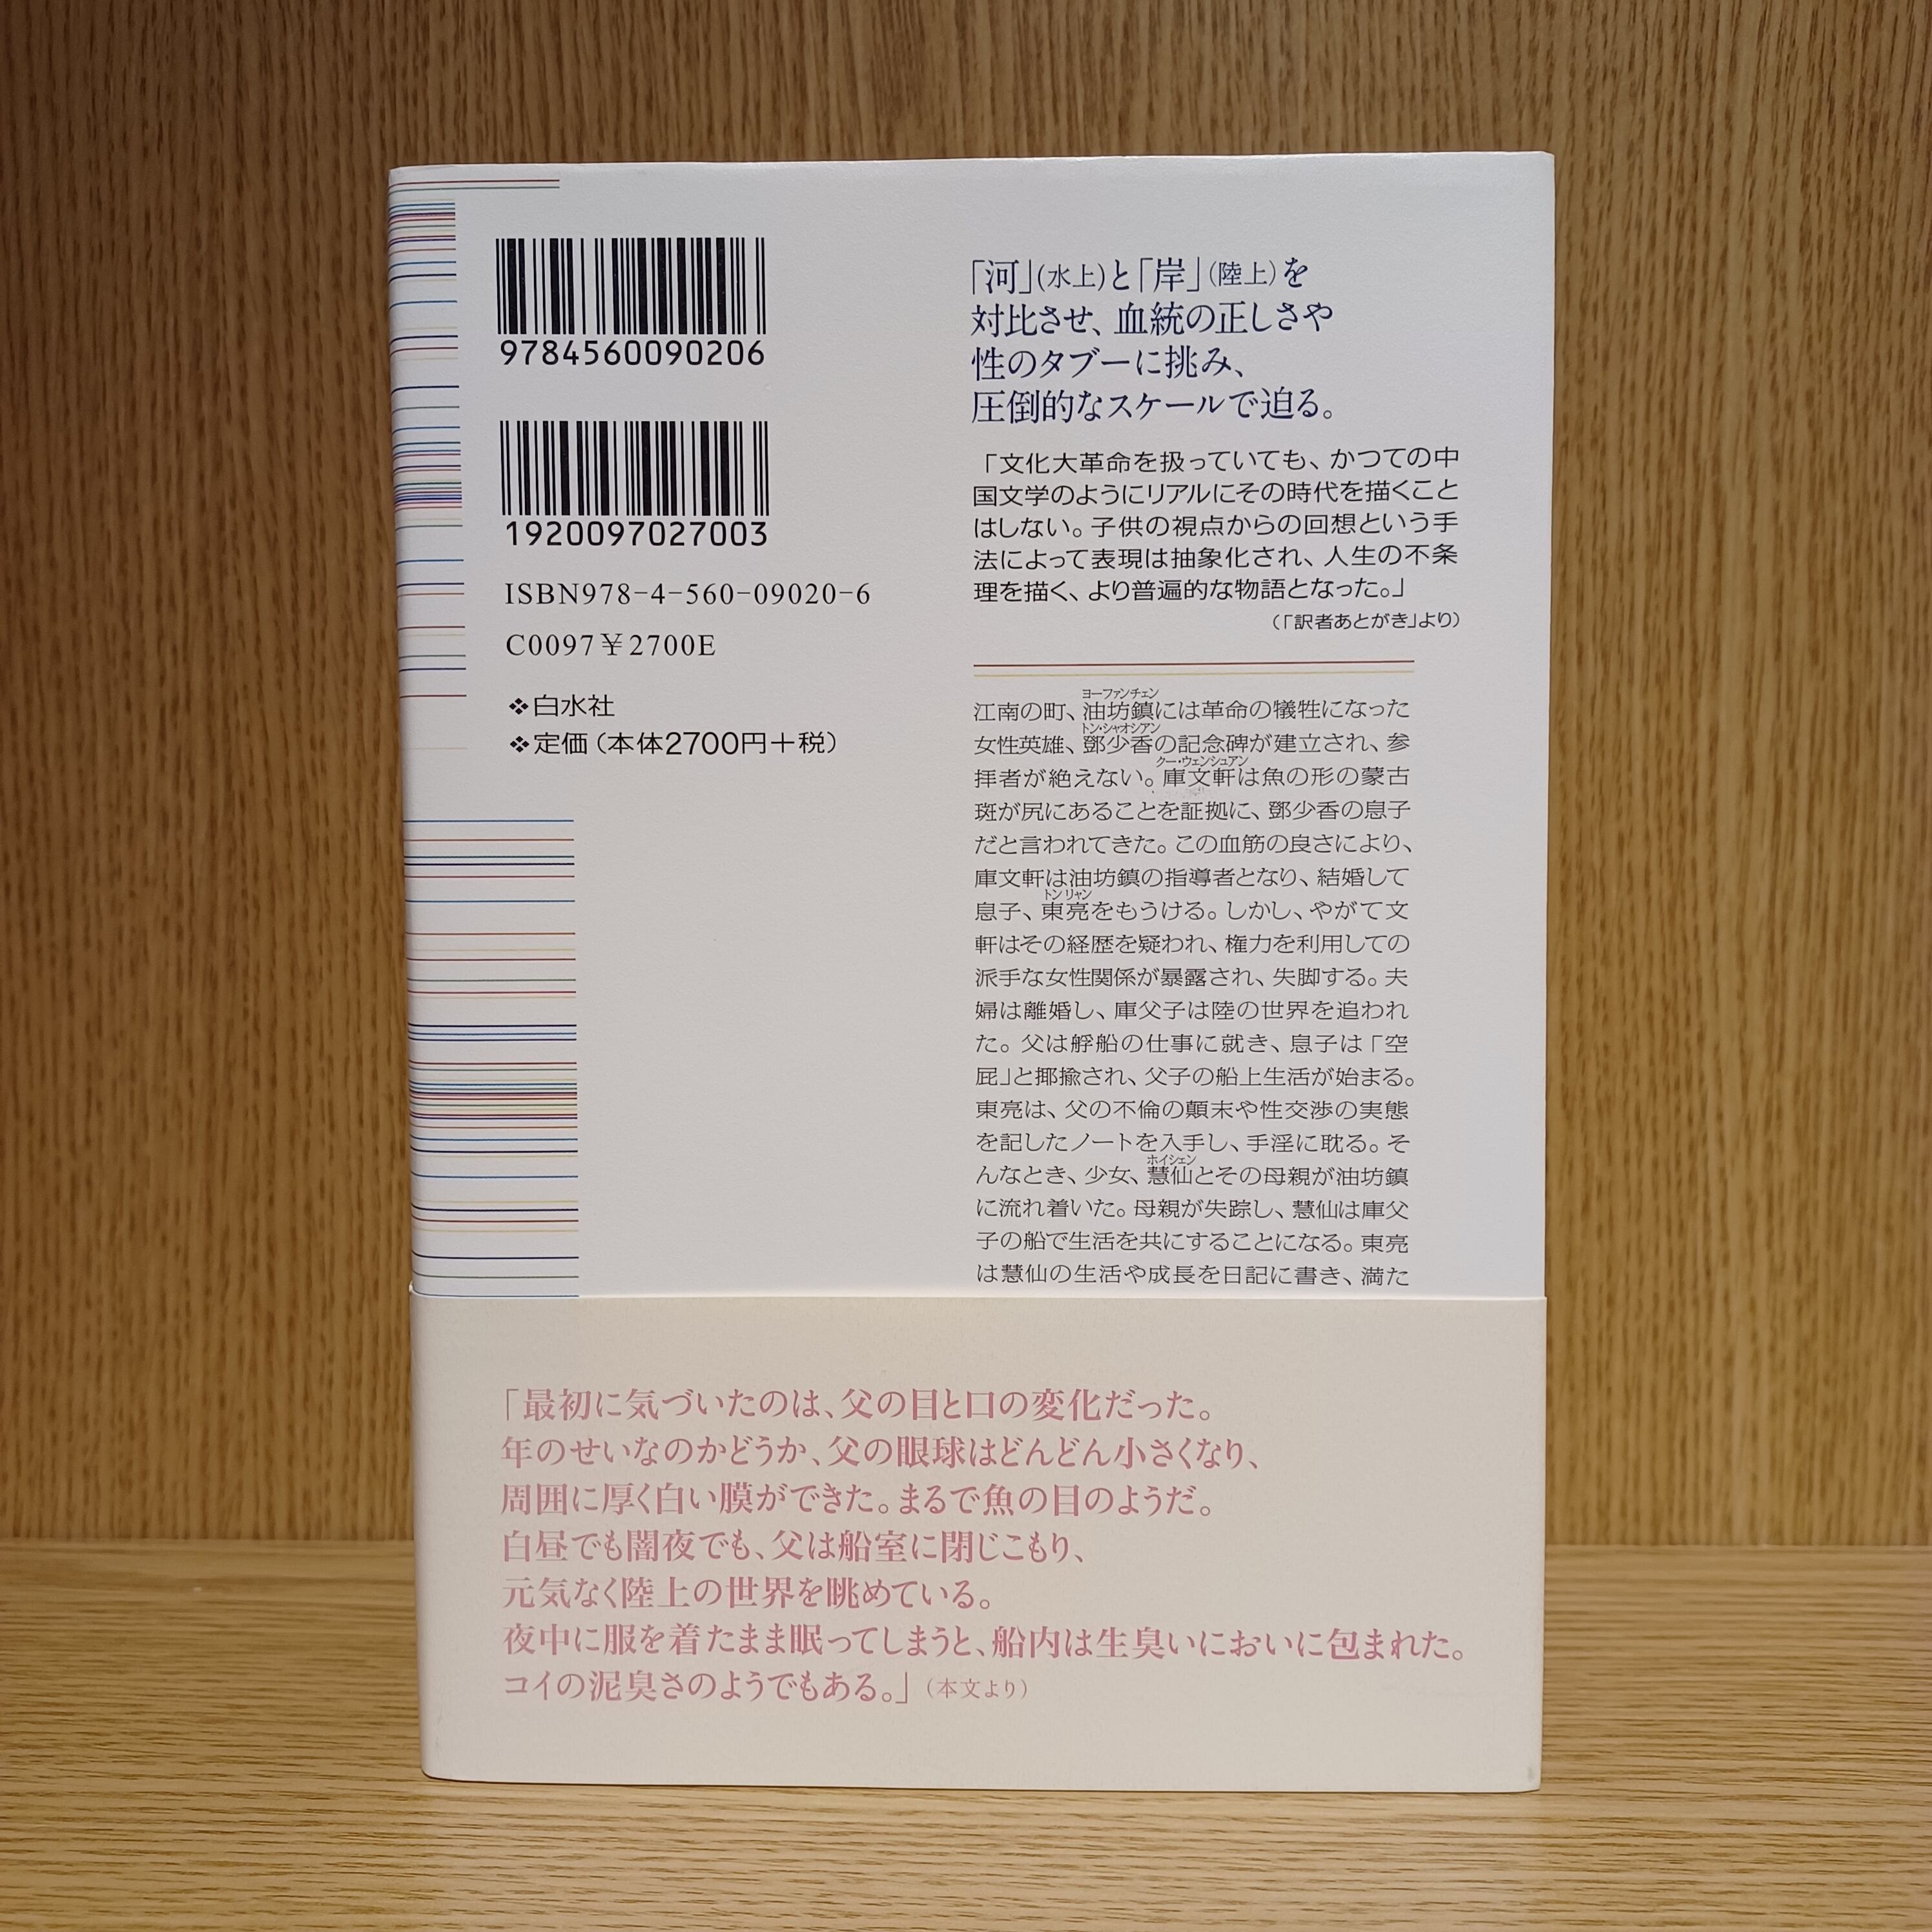 9784560090206
1920097027003
ISBN978-4-560-09020-6
C0097 ¥2700E
❖白水社
❖定価(本体2700円+税)
「河」(水上)と「岸」(陸上)を
対比させ、血統の正しさや
性のタブーに挑み、
圧倒的なスケールで迫る。
「文化大革命を扱っていても、かつての中
国文学のようにリアルにその時代を描くこと
はしない。子供の視点からの回想という手
法によって表現は抽象化され、人生の不条
理を描く、より普遍的な物語となった。」
(「訳者あとがき」より)
ヨーファンチェン
江南の町、油坊鎮には革命の犠牲になった
トン・シャオシアン
女性英雄、鄧少香の記念碑が建立され、参
クー・ウェンシュアン
拝者が絶えない。庫文軒は魚の形の蒙古
斑が尻にあることを証拠に、鄧少香の息子
だと言われてきた。この血筋の良さにより、
庫文軒は油坊鎮の指導者となり、結婚して
トンリャン
息子、東亮をもうける。しかし、やがて文
軒はその経歴を疑われ、権力を利用しての
派手な女性関係が暴露され、失脚する。夫
婦は離婚し、庫父子は陸の世界を追われ
た。父は艀船の仕事に就き、息子は「空
屁」と揶揄され、父子の船上生活が始まる。
東亮は、父の不倫の顛末や性交渉の実態
を記したノートを入手し、手淫に耽る。そ
ホイシェン
んなとき、少女、慧仙とその母親が油坊鎮
に流れ着いた。母親が失踪し、慧仙は庫父
子の船で生活を共にすることになる。東亮
は慧仙の生活や成長を日記に書き、満た
「最初に気づいたのは、父の目と口の変化だった。
年のせいなのかどうか、父の眼球はどんどん小さくなり、
周囲に厚く白い膜ができた。まるで魚の目のようだ。
白昼でも闇夜でも、父は船室に閉じこもり、
元気なく陸上の世界を眺めている。
夜中に服を着たまま眠ってしまうと、船内は生臭いにおいに包まれた。
コイの泥臭さのようでもある。」(本文より)